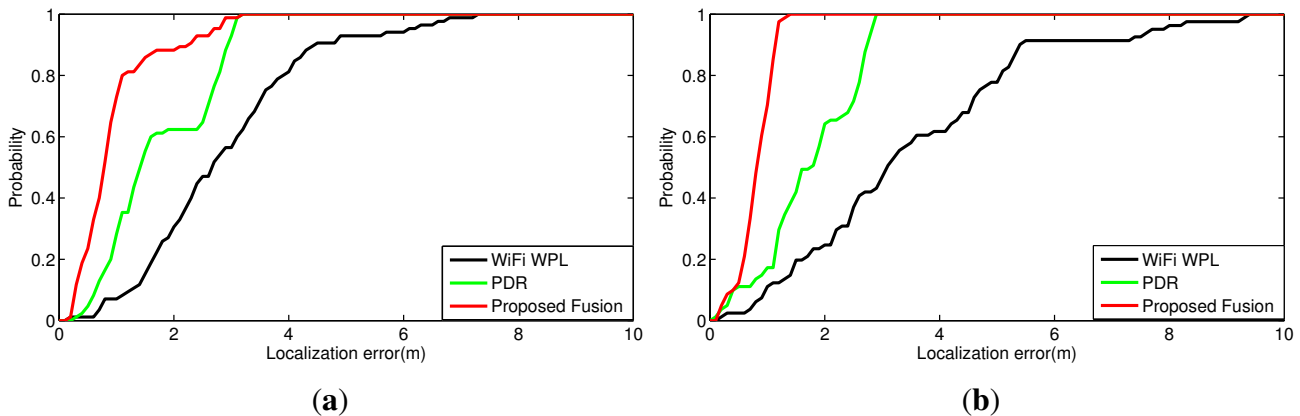 1
0.8
0.6
0.4
0.2
0
Probability
0 2 4 6 8 10
Localization error(m)
WiFi WPL
PDR
Proposed Fusion
(a)
1
0.8
0.6
0.4
0.2
0
Probability
0 2 4 6 8 10
Localization error(m)
WiFi WPL
PDR
Proposed Fusion
(b)